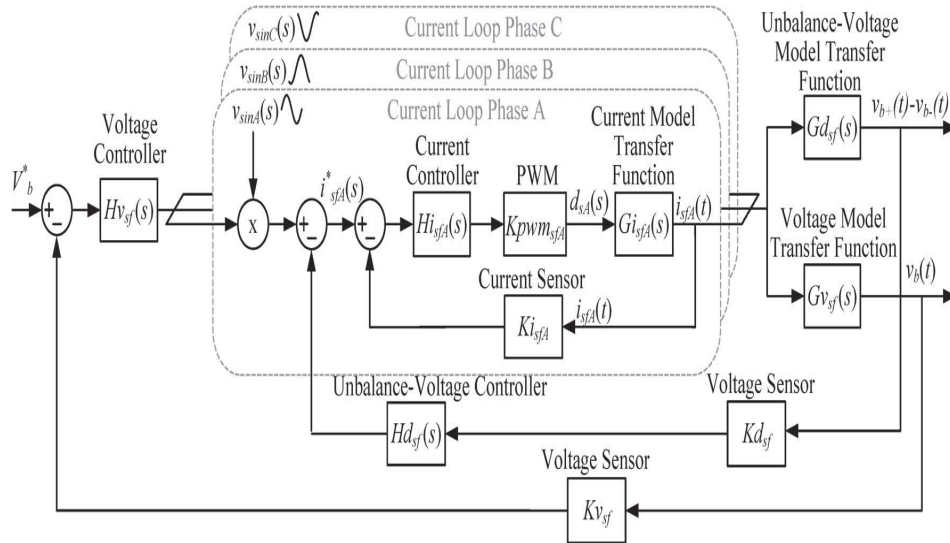 v_sinC(s)
Current Loop Phase C
v_sinB(s)
Current Loop Phase B
v_sinA(s)
Current Loop Phase A
Unbalance-Voltage
Model Transfer
Function
v_b+(t)-v_b-(t)
Gd_sf(s)
Voltage
Controller
V*_b
Hv_sf(s)
x
i*_sfA(s)
Current
Controller
Hi_sfA(s)
PWM
Kpwm_sfA
d_sA(s)
Current Model
Transfer
Function
Gi_sfA(s)
i_sfA(t)
Voltage Model
Transfer Function
Gv_sf(s)
v_b(t)
Current Sensor
Ki_sfA
i_sfA(t)
Unbalance-Voltage Controller
Hd_sf(s)
Voltage Sensor
Kd_sf
Voltage Sensor
Kv_sf